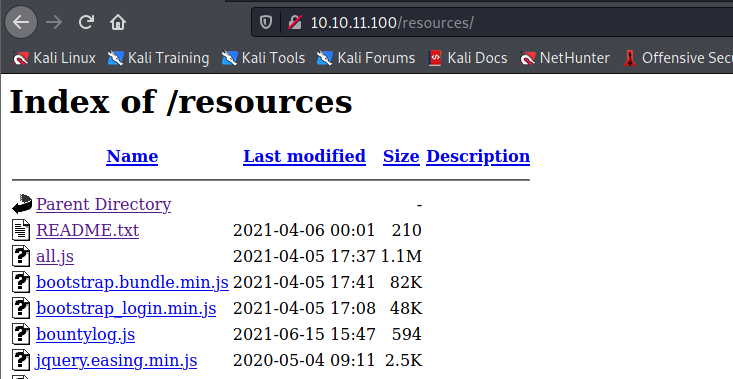 10.10.11.100/resources/
Kali Linux Kali Training Kali Tools Kali Forums Kali Docs NetHunter Offensive Secu
Index of /resources
Name Last modified Size Description
Parent Directory -
README.txt 2021-04-06 00:01 210
all.js 2021-04-05 17:37 1.1M
bootstrap.bundle.min.js 2021-04-05 17:41 82K
bootstrap_login.min.js 2021-04-05 17:08 48K
bountylog.js 2021-06-15 15:47 594
jquery.easing.min.js 2020-05-04 09:11 2.5K